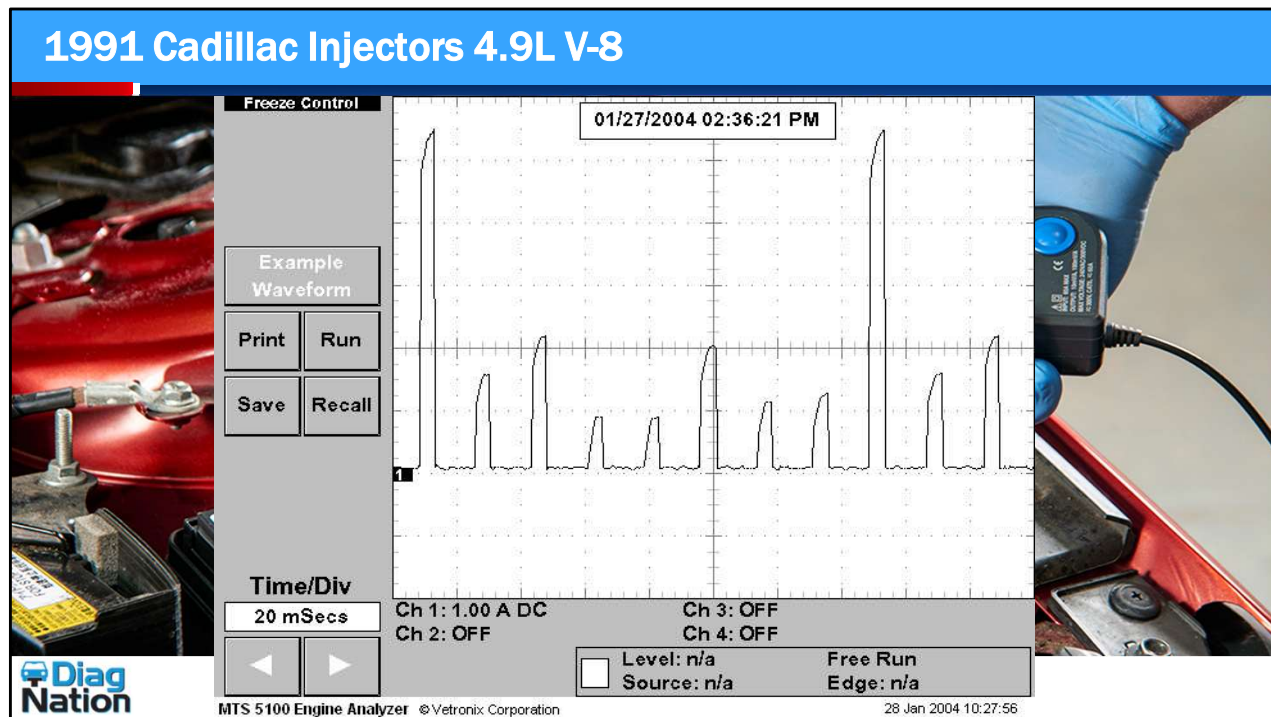 1991 Cadillac Injectors 4.9L V-8
Freeze Control
01/27/2004 02:36:21 PM
Example
Waveform
Print
Run
Save
Recall
1
Time/Div
20 mSecs
Ch 1: 1.00 A DC
Ch 3: OFF
Ch 2: OFF
Ch 4: OFF
Level: n/a
Free Run
Source: n/a
Edge: n/a
Diag
Nation
MTS 5100 Engine Analyzer © Vetronix Corporation
28 Jan 2004 10:27:56